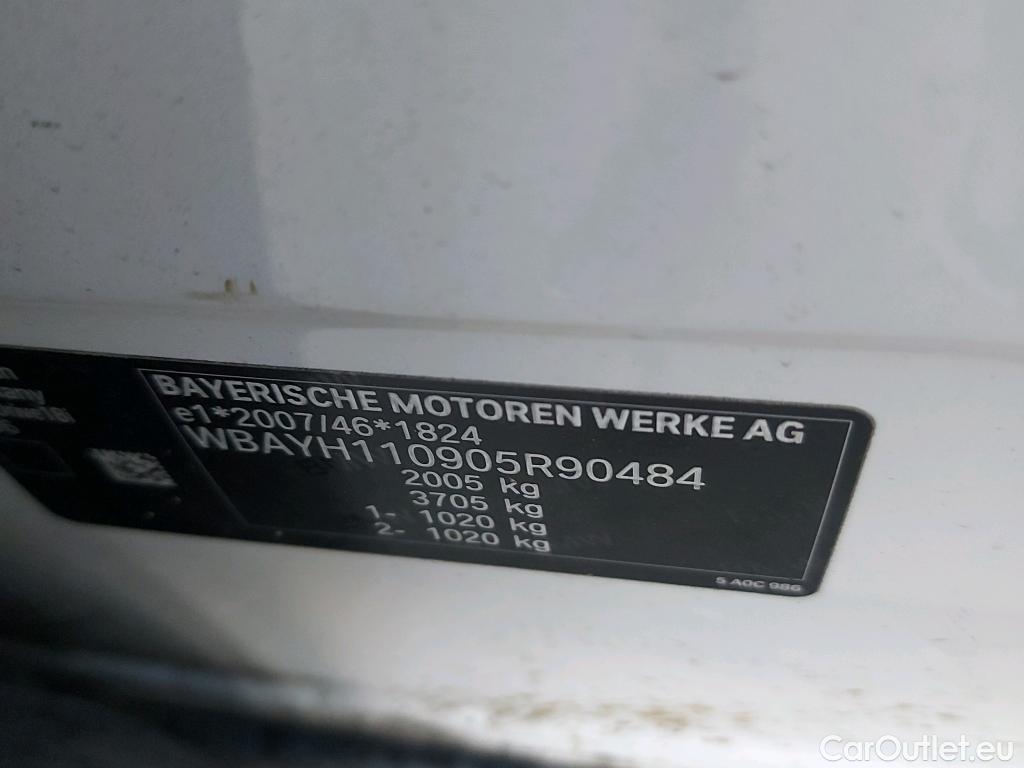 BAYERISCHE MOTOREN WERKE AG
e1*2007/46*1824
WBAYH110905R90484
2005 kg
3705 kg
1- 1020 kg
2- 1020 kg
5 A0C 986
CarOutlet.eu